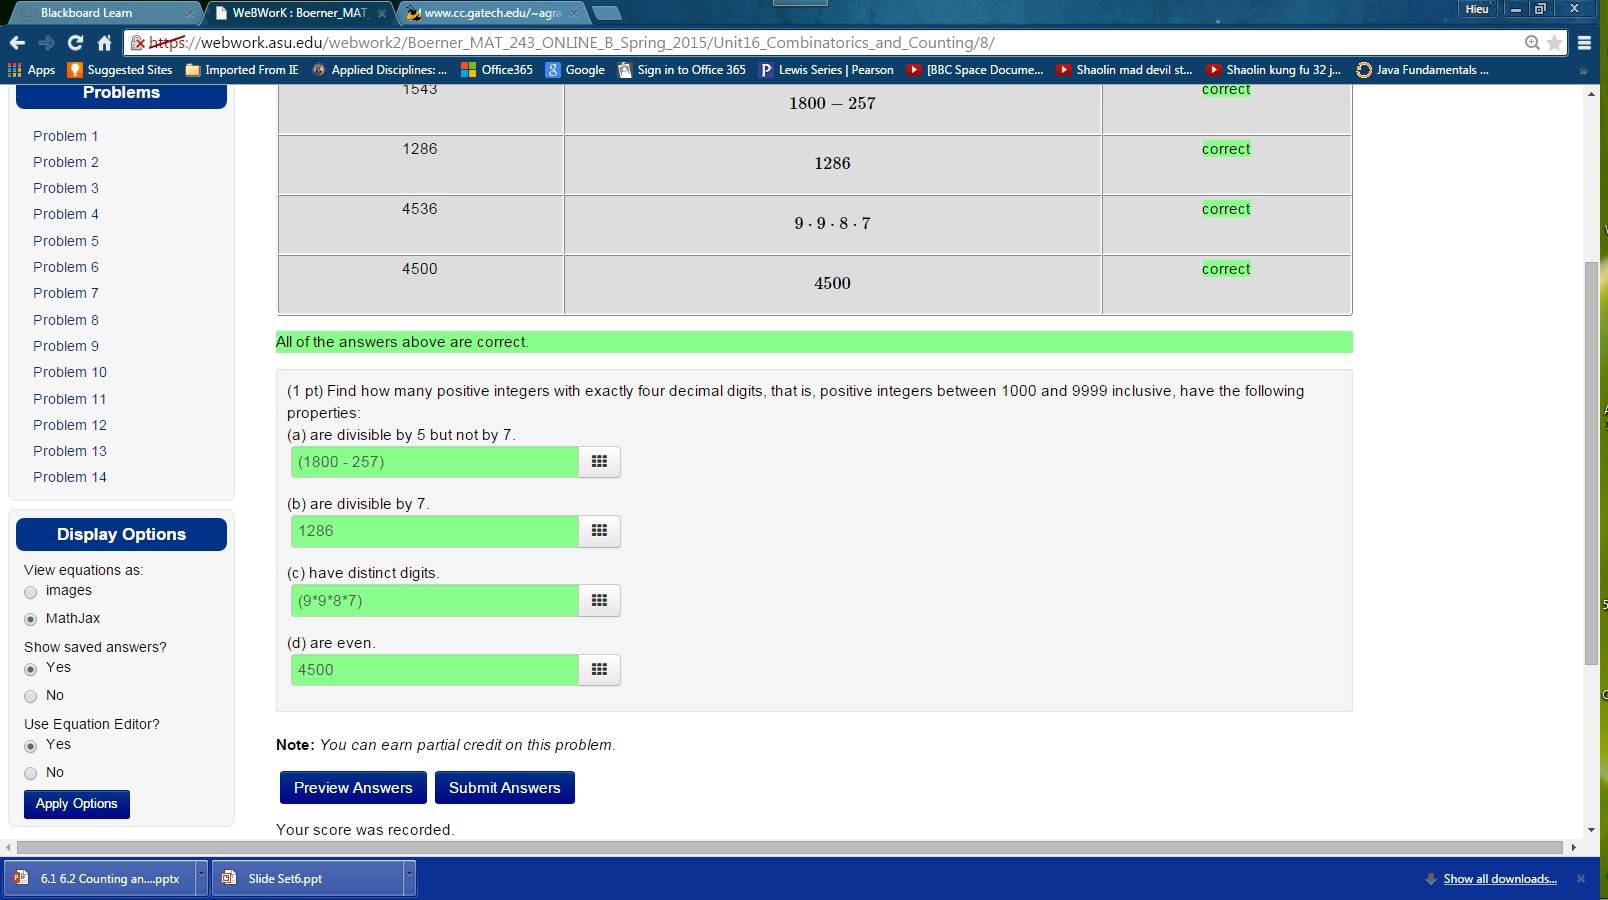 Blackboard Learn
WeBWorK : Boerner_MAT_
www.cc.gatech.edu/~agra
Hieu
https://webwork.asu.edu/webwork2/Boerner_MAT_243_ONLINE_B_Spring_2015/Unit16_Combinatorics_and_Counting/8/
Apps Suggested Sites Imported From IE Applied Disciplines: ... Office365 Google Sign in to Office 365 Lewis Series | Pearson [BBC Space Docume... Shaolin mad devil st... Shaolin kung fu 32 j... Java Fundamentals ... »
Problems
Problem 1
Problem 2
Problem 3
Problem 4
Problem 5
Problem 6
Problem 7
Problem 8
Problem 9
Problem 10
Problem 11
Problem 12
Problem 13
Problem 14
Display Options
View equations as:
images
MathJax
Show saved answers?
Yes
No
Use Equation Editor?
Yes
No
Apply Options
1543 1800 − 257 correct
1286 1286 correct
4536 9 · 9 · 8 · 7 correct
4500 4500 correct
All of the answers above are correct.
(1 pt) Find how many positive integers with exactly four decimal digits, that is, positive integers between 1000 and 9999 inclusive, have the following
properties:
(a) are divisible by 5 but not by 7.
(1800 - 257)
(b) are divisible by 7.
1286
(c) have distinct digits.
(9*9*8*7)
(d) are even.
4500
Note: You can earn partial credit on this problem.
Preview Answers Submit Answers
Your score was recorded.
6.1 6.2 Counting an....pptx
Slide Set6.ppt
Show all downloads...